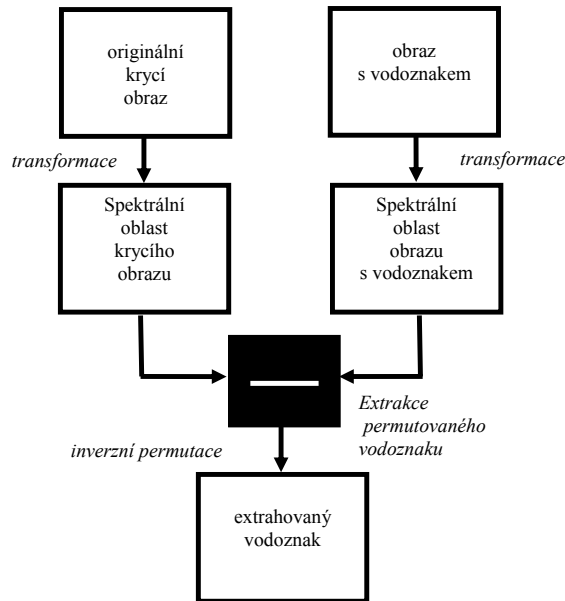 originální
krycí
obraz
obraz
s vodoznakem
transformace
transformace
Spektrální
oblast
krycího
obrazu
Spektrální
oblast
obrazu
s vodoznakem
Extrakce
permutovaného
vodoznaku
inverzní permutace
extrahovaný
vodoznak